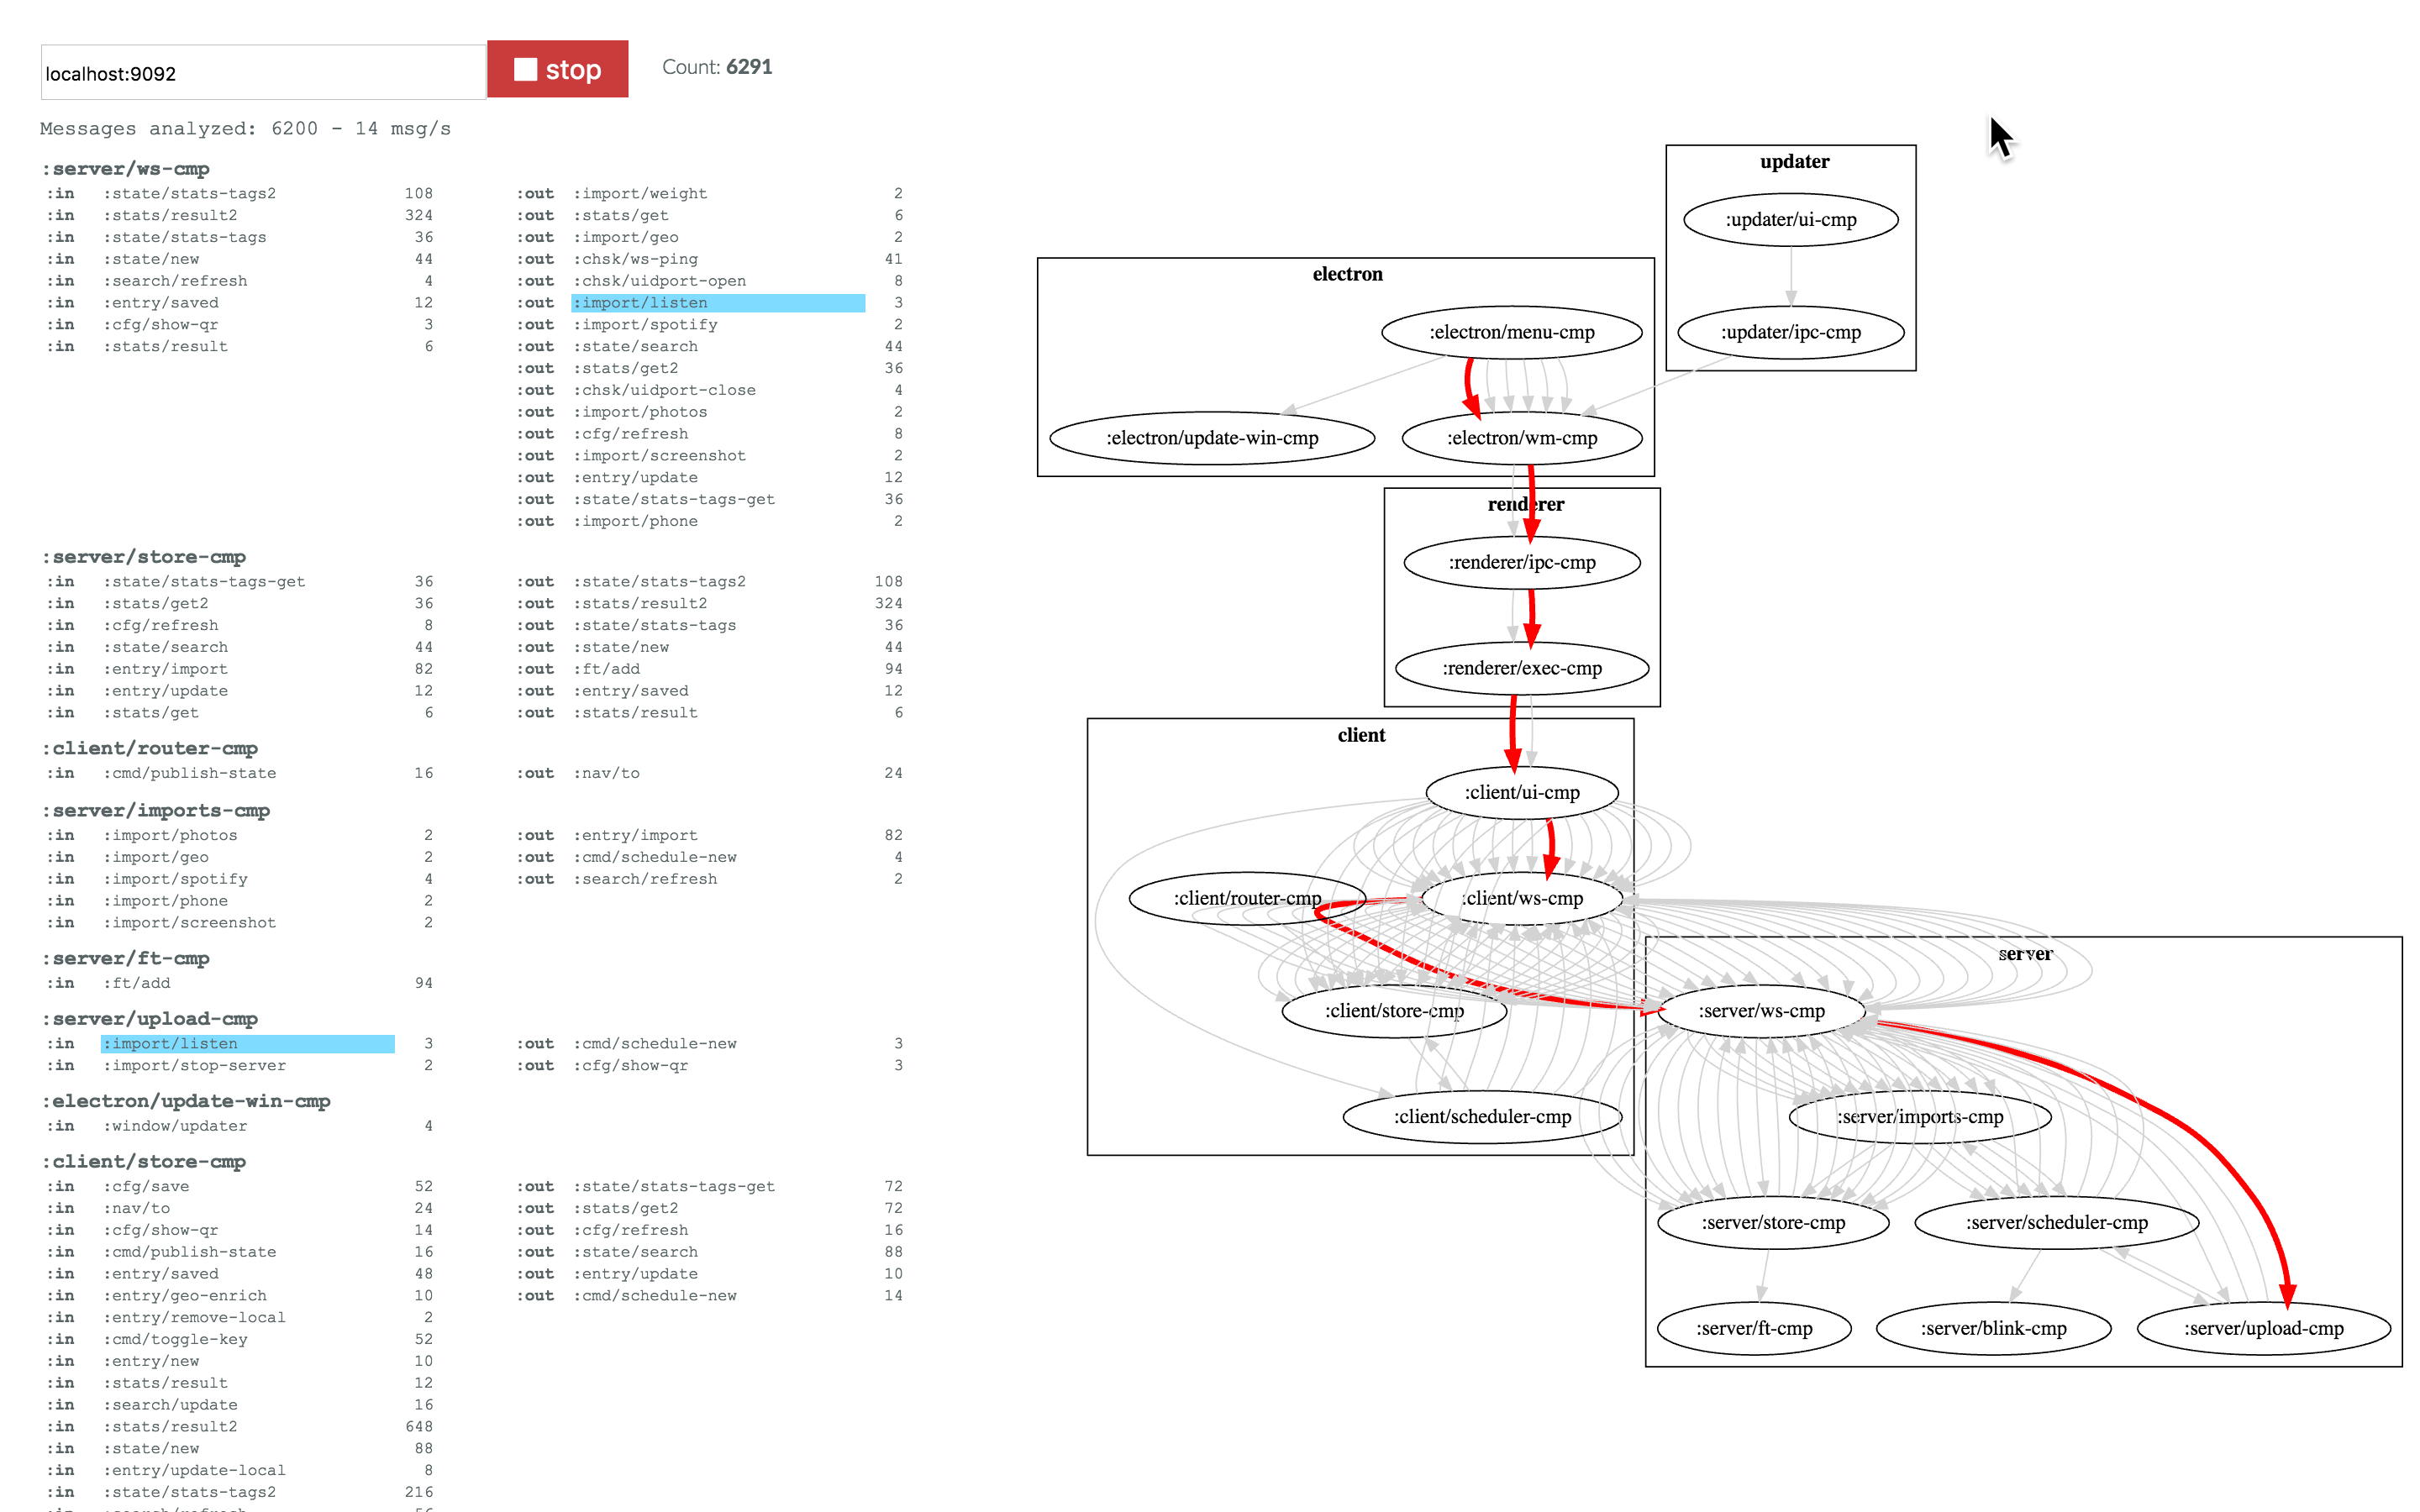 localhost:9092
stop
Count: 6291
Messages analyzed: 6200 - 14 msg/s
:server/ws-cmp
:in :state/stats-tags2 108 :out :import/weight 2
:in :stats/result2 324 :out :stats/get 6
:in :state/stats-tags 36 :out :import/geo 2
:in :state/new 44 :out :chsk/ws-ping 41
:in :search/refresh 4 :out :chsk/uidport-open 8
:in :entry/saved 12 :out :import/listen 3
:in :cfg/show-qr 3 :out :import/spotify 2
:in :stats/result 6 :out :state/search 44
:out :stats/get2 36
:out :chsk/uidport-close 4
:out :import/photos 2
:out :cfg/refresh 8
:out :import/screenshot 2
:out :entry/update 12
:out :state/stats-tags-get 36
:out :import/phone 2
:server/store-cmp
:in :state/stats-tags-get 36 :out :state/stats-tags2 108
:in :stats/get2 36 :out :stats/result2 324
:in :cfg/refresh 8 :out :state/stats-tags 36
:in :state/search 44 :out :state/new 44
:in :entry/import 82 :out :ft/add 94
:in :entry/update 12 :out :entry/saved 12
:in :stats/get 6 :out :stats/result 6
:client/router-cmp
:in :cmd/publish-state 16 :out :nav/to 24
:server/imports-cmp
:in :import/photos 2 :out :entry/import 82
:in :import/geo 2 :out :cmd/schedule-new 4
:in :import/spotify 4 :out :search/refresh 2
:in :import/phone 2
:in :import/screenshot 2
:server/ft-cmp
:in :ft/add 94
:server/upload-cmp
:in :import/listen 3 :out :cmd/schedule-new 3
:in :import/stop-server 2 :out :cfg/show-qr 3
:electron/update-win-cmp
:in :window/updater 4
:client/store-cmp
:in :cfg/save 52 :out :state/stats-tags-get 72
:in :nav/to 24 :out :stats/get2 72
:in :cfg/show-qr 14 :out :cfg/refresh 16
:in :cmd/publish-state 16 :out :state/search 88
:in :entry/saved 48 :out :entry/update 10
:in :entry/geo-enrich 10 :out :cmd/schedule-new 14
:in :entry/remove-local 2
:in :cmd/toggle-key 52
:in :entry/new 10
:in :stats/result 12
:in :search/update 16
:in :stats/result2 648
:in :state/new 88
:in :entry/update-local 8
:in :state/stats-tags2 216
updater
:updater/ui-cmp
:updater/ipc-cmp
electron
:electron/menu-cmp
:electron/update-win-cmp
:electron/wm-cmp
renderer
:renderer/ipc-cmp
:renderer/exec-cmp
client
:client/ui-cmp
:client/router-cmp
:client/ws-cmp
:client/store-cmp
:client/scheduler-cmp
server
:server/ws-cmp
:server/imports-cmp
:server/store-cmp
:server/scheduler-cmp
:server/ft-cmp
:server/blink-cmp
:server/upload-cmp